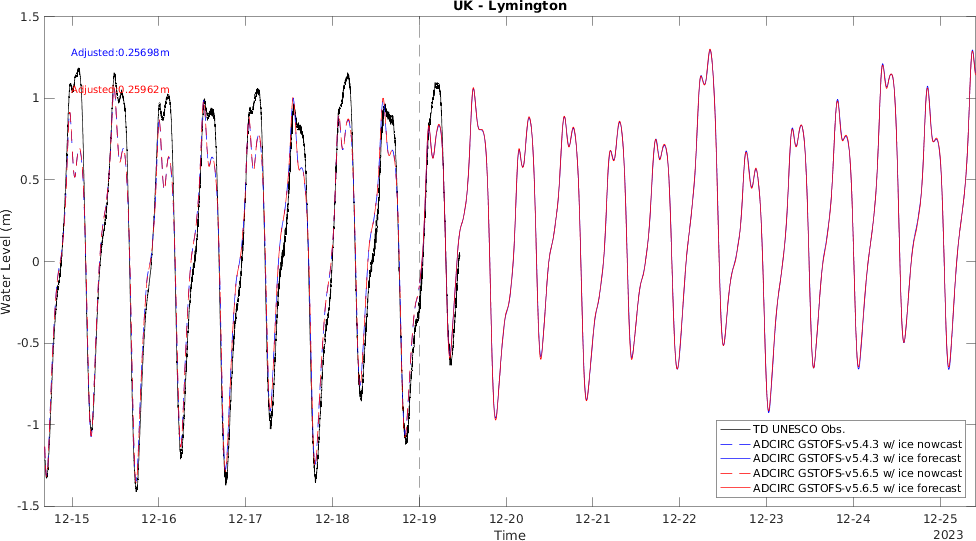 UK - Lymington
1.5
Adjusted:0.25698m
Adjusted:0.25962m
1
0.5
0
-0.5
-1
-1.5
Water Level (m)
TD UNESCO Obs.
ADCIRC GSTOFS-v5.4.3 w/ ice nowcast
ADCIRC GSTOFS-v5.4.3 w/ ice forecast
ADCIRC GSTOFS-v5.6.5 w/ ice nowcast
ADCIRC GSTOFS-v5.6.5 w/ ice forecast
12-15 12-16 12-17 12-18 12-19 12-20 12-21 12-22 12-23 12-24 12-25
Time
2023